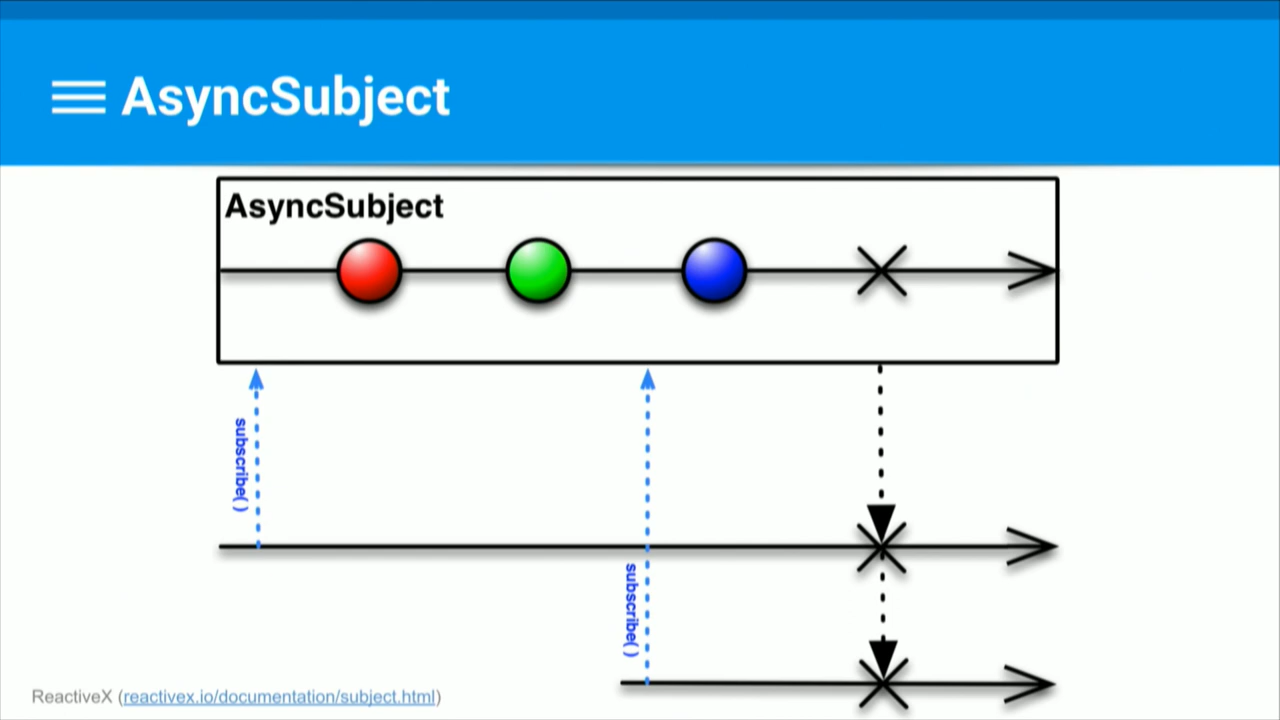 AsyncSubject
AsyncSubject
subscribe( )
subscribe( )
ReactiveX (reactivex.io/documentation/subject.html)